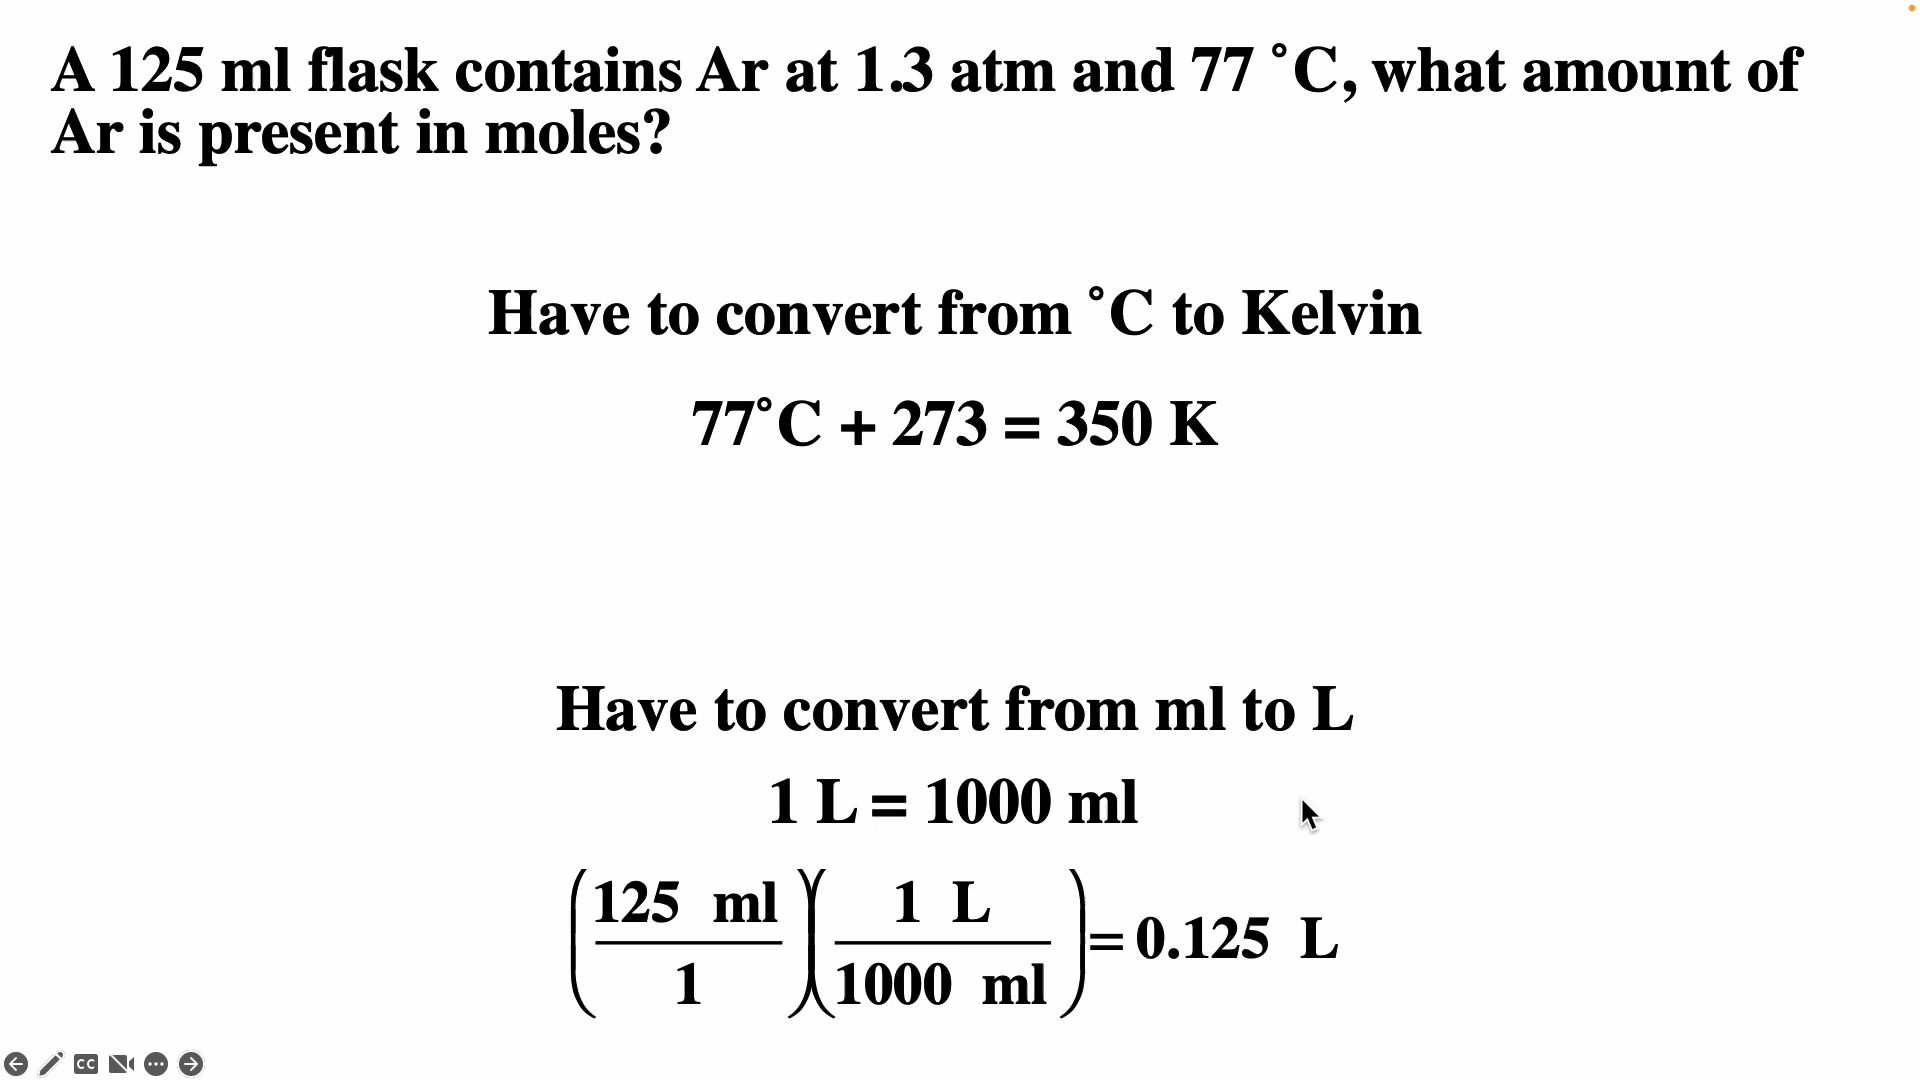 A 125 ml flask contains Ar at 1.3 atm and 77 ˚C, what amount of
Ar is present in moles?
Have to convert from ˚C to Kelvin
77˚C + 273 = 350 K
Have to convert from ml to L
1 L = 1000 ml
(125 ml / 1)(1 L / 1000 ml) = 0.125 L
CC